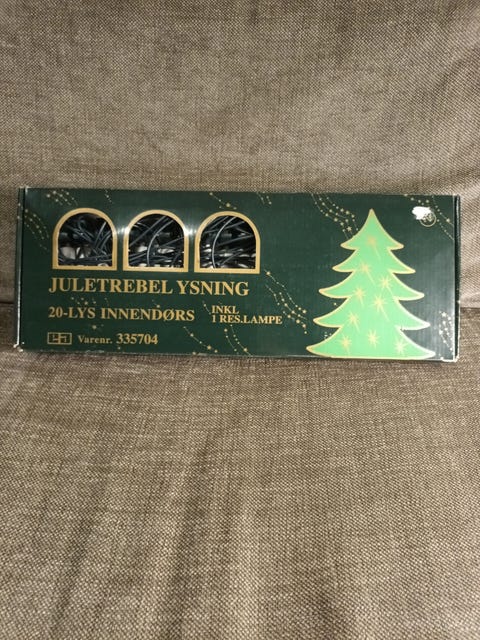 JULETREBEL YSNING
20-LYS INNENDØRS
INKL
1 RES.LAMPE
Varenr. 335704